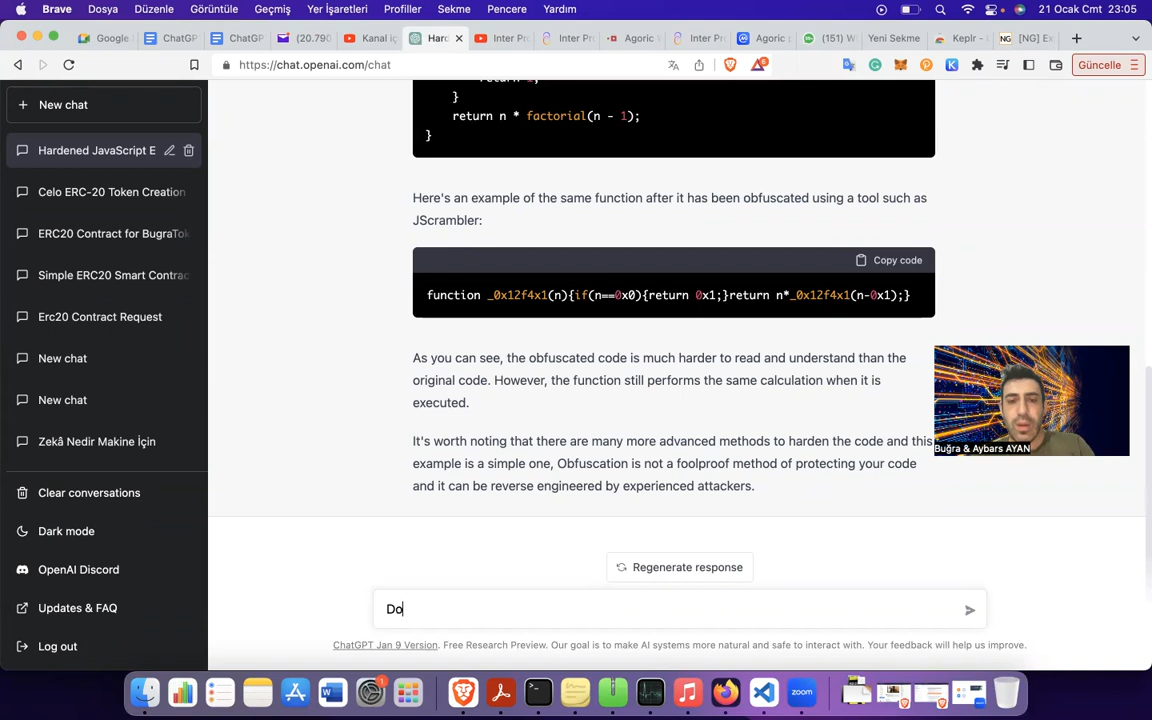 Brave Dosya Düzenle Görüntüle Geçmiş Yer İşaretleri Profiller Sekme Pencere Yardım 21 Ocak Cmt 23:05
Google ChatGP ChatGP (20.790 Kanal iç Hard Inter Pro Inter Pr Agoric Inter Pr Agoric p (151) W Yeni Sekme Keplr - [NG] E
https://chat.openai.com/chat 6 Güncelle
New chat
Hardened JavaScript E
Celo ERC-20 Token Creation
ERC20 Contract for BugraTok
Simple ERC20 Smart Contrac
Erc20 Contract Request
New chat
New chat
Zekâ Nedir Makine İçin
Clear conversations
Dark mode
OpenAI Discord
Updates & FAQ
Log out
return 1;
}
return n * factorial(n - 1);
}
Here's an example of the same function after it has been obfuscated using a tool such as
JScrambler:
Copy code
function _0x12f4x1(n){if(n==0x0){return 0x1;}return n*_0x12f4x1(n-0x1);}
As you can see, the obfuscated code is much harder to read and understand than the
original code. However, the function still performs the same calculation when it is
executed.
It's worth noting that there are many more advanced methods to harden the code and this
example is a simple one, Obfuscation is not a foolproof method of protecting your code
and it can be reverse engineered by experienced attackers.
Buğra & Aybars AYAN
Regenerate response
Do
ChatGPT Jan 9 Version. Free Research Preview. Our goal is to make AI systems more natural and safe to interact with. Your feedback will help us improve.
1
zoom